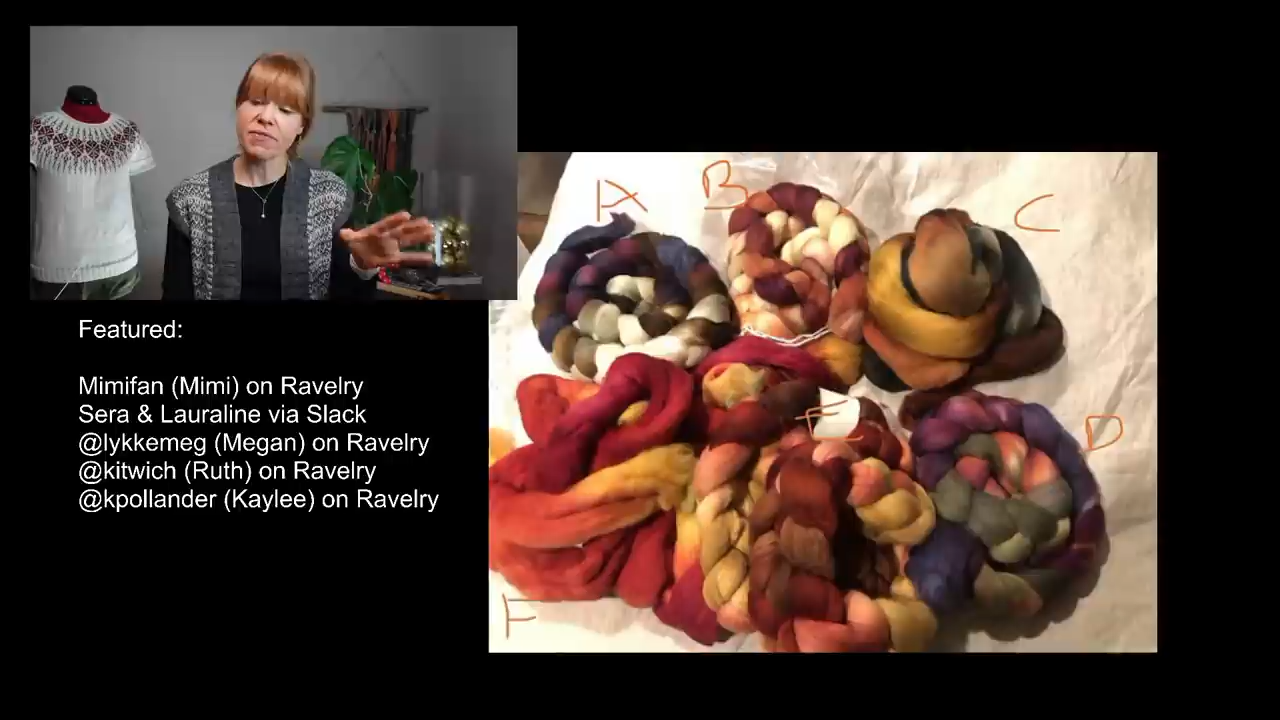 Featured:
Mimifan (Mimi) on Ravelry
Sera & Lauraline via Slack
@lykkemeg (Megan) on Ravelry
@kitwich (Ruth) on Ravelry
@kpollander (Kaylee) on Ravelry
A
B
C
D
E
F